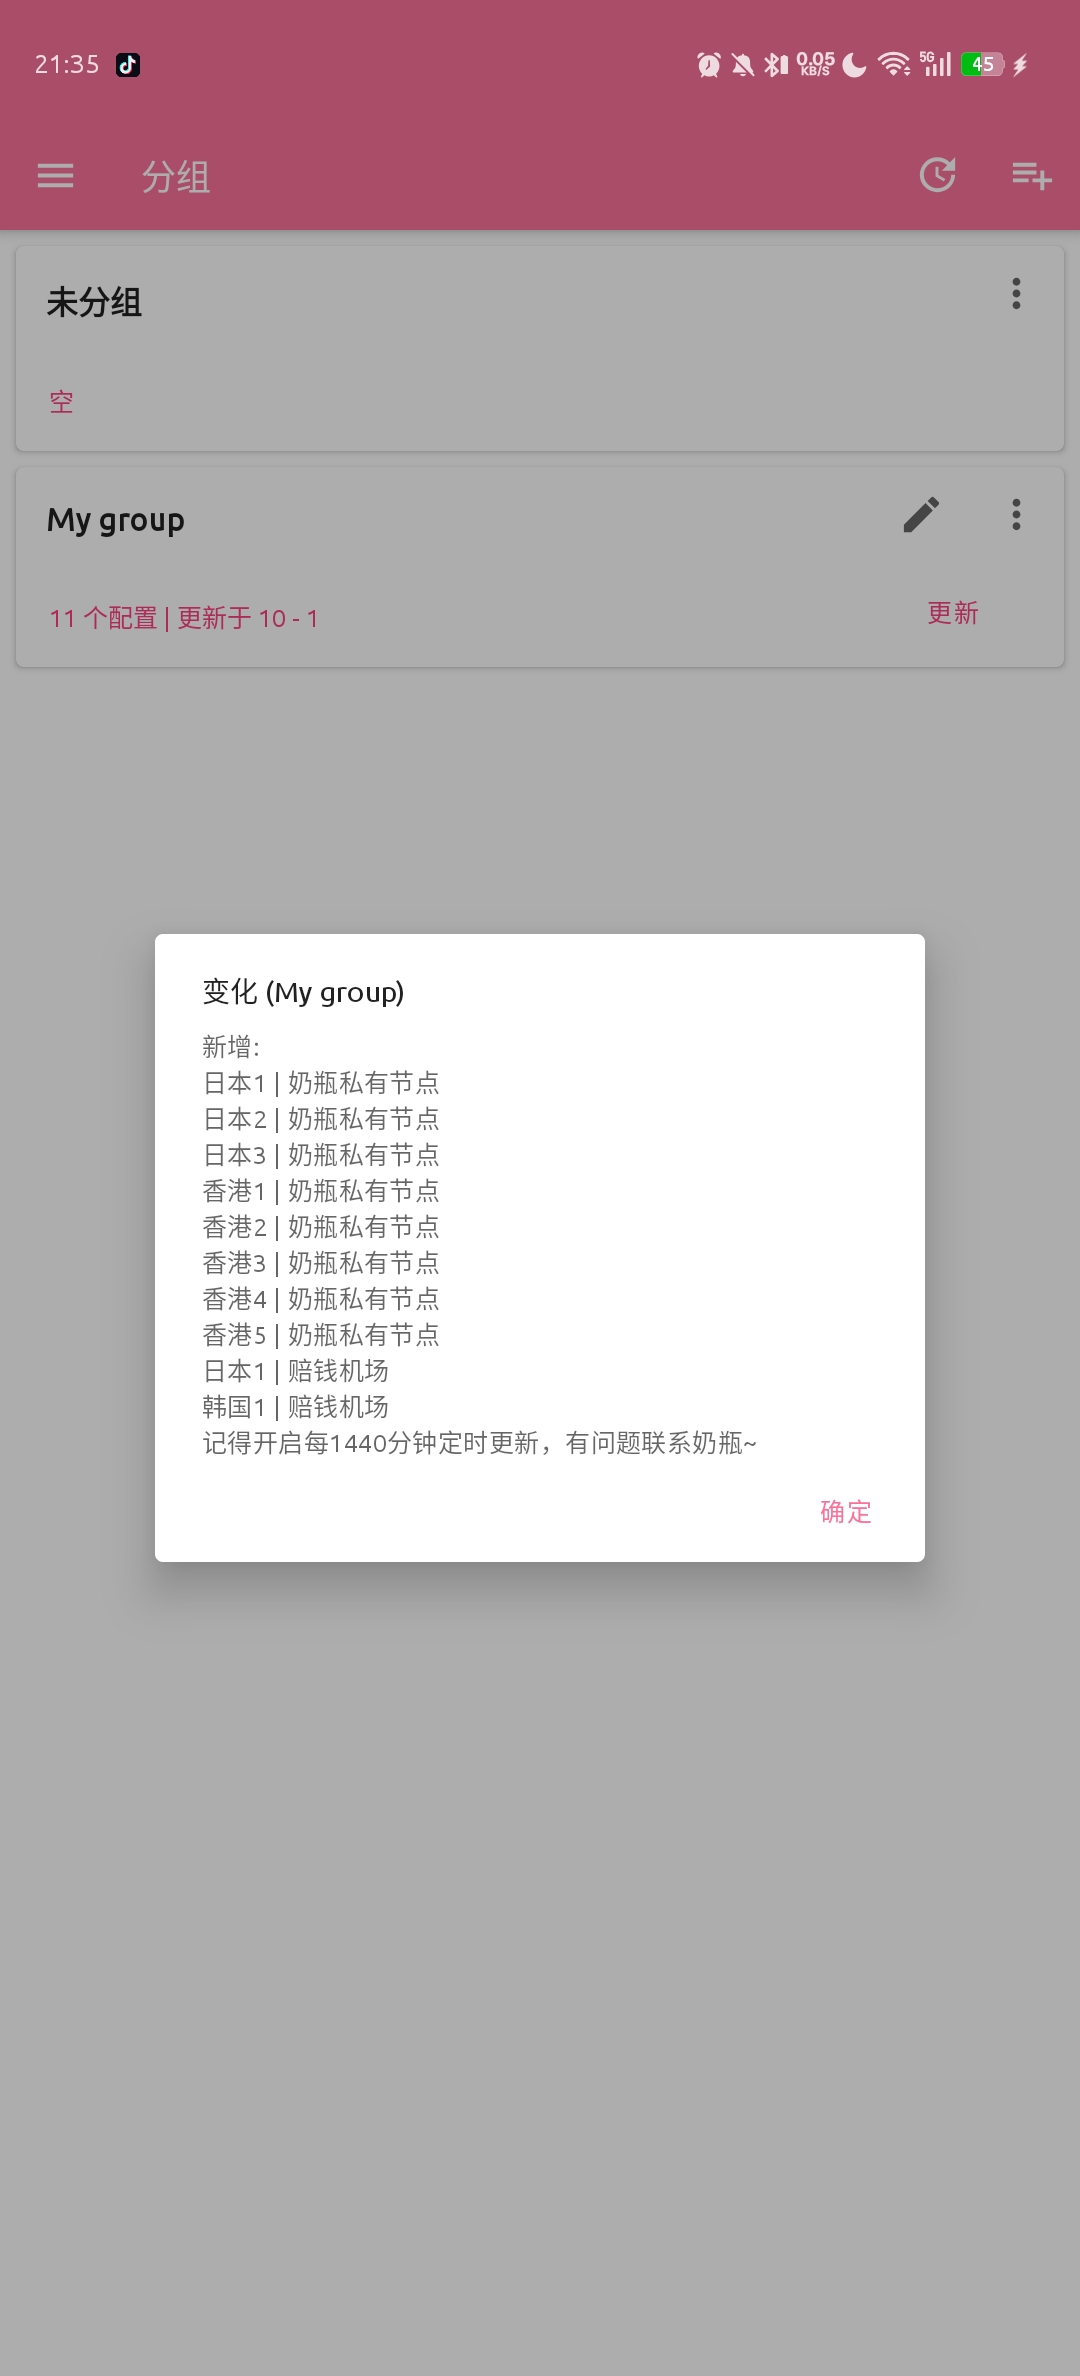 21:35
0.05
KB/S
5G
45
分组
未分组
空
My group
11 个配置 | 更新于 10 - 1
更新
变化 (My group)
新增:
日本1 | 奶瓶私有节点
日本2 | 奶瓶私有节点
日本3 | 奶瓶私有节点
香港1 | 奶瓶私有节点
香港2 | 奶瓶私有节点
香港3 | 奶瓶私有节点
香港4 | 奶瓶私有节点
香港5 | 奶瓶私有节点
日本1 | 赔钱机场
韩国1 | 赔钱机场
记得开启每1440分钟定时更新，有问题联系奶瓶~
确定